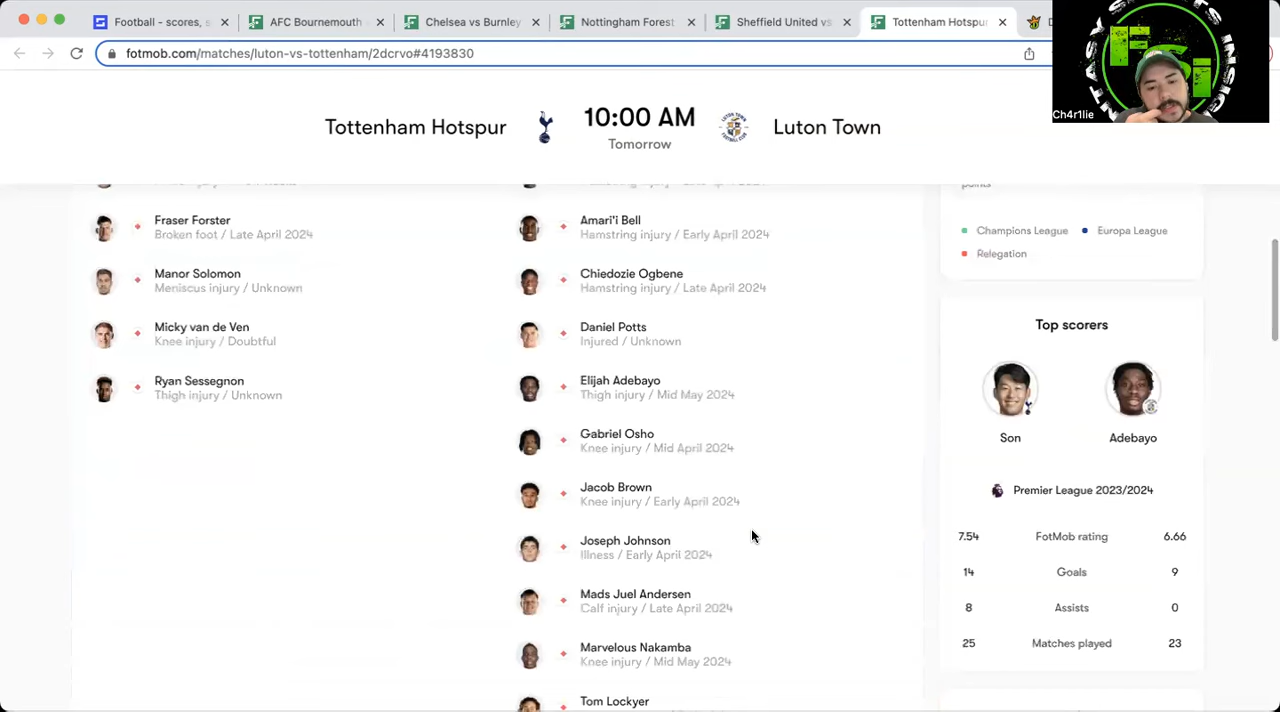 Football - scores, s
AFC Bournemouth
Chelsea vs Burnley
Nottingham Forest
Sheffield United vs
Tottenham Hotspur
fotmob.com/matches/luton-vs-tottenham/2dcrvo#4193830
FSi
Ch4r1lie
Tottenham Hotspur
10:00 AM
Tomorrow
Luton Town
points
Fraser Forster
Broken foot / Late April 2024
Manor Solomon
Meniscus injury / Unknown
Micky van de Ven
Knee injury / Doubtful
Ryan Sessegnon
Thigh injury / Unknown
Amari'i Bell
Hamstring injury / Early April 2024
Chiedozie Ogbene
Hamstring injury / Late April 2024
Daniel Potts
Injured / Unknown
Elijah Adebayo
Thigh injury / Mid May 2024
Gabriel Osho
Knee injury / Mid April 2024
Jacob Brown
Knee injury / Early April 2024
Joseph Johnson
Illness / Early April 2024
Mads Juel Andersen
Calf injury / Late April 2024
Marvelous Nakamba
Knee injury / Mid May 2024
Tom Lockyer
Champions League
Europa League
Relegation
Top scorers
Son
Adebayo
Premier League 2023/2024
7.54 FotMob rating 6.66
14 Goals 9
8 Assists 0
25 Matches played 23